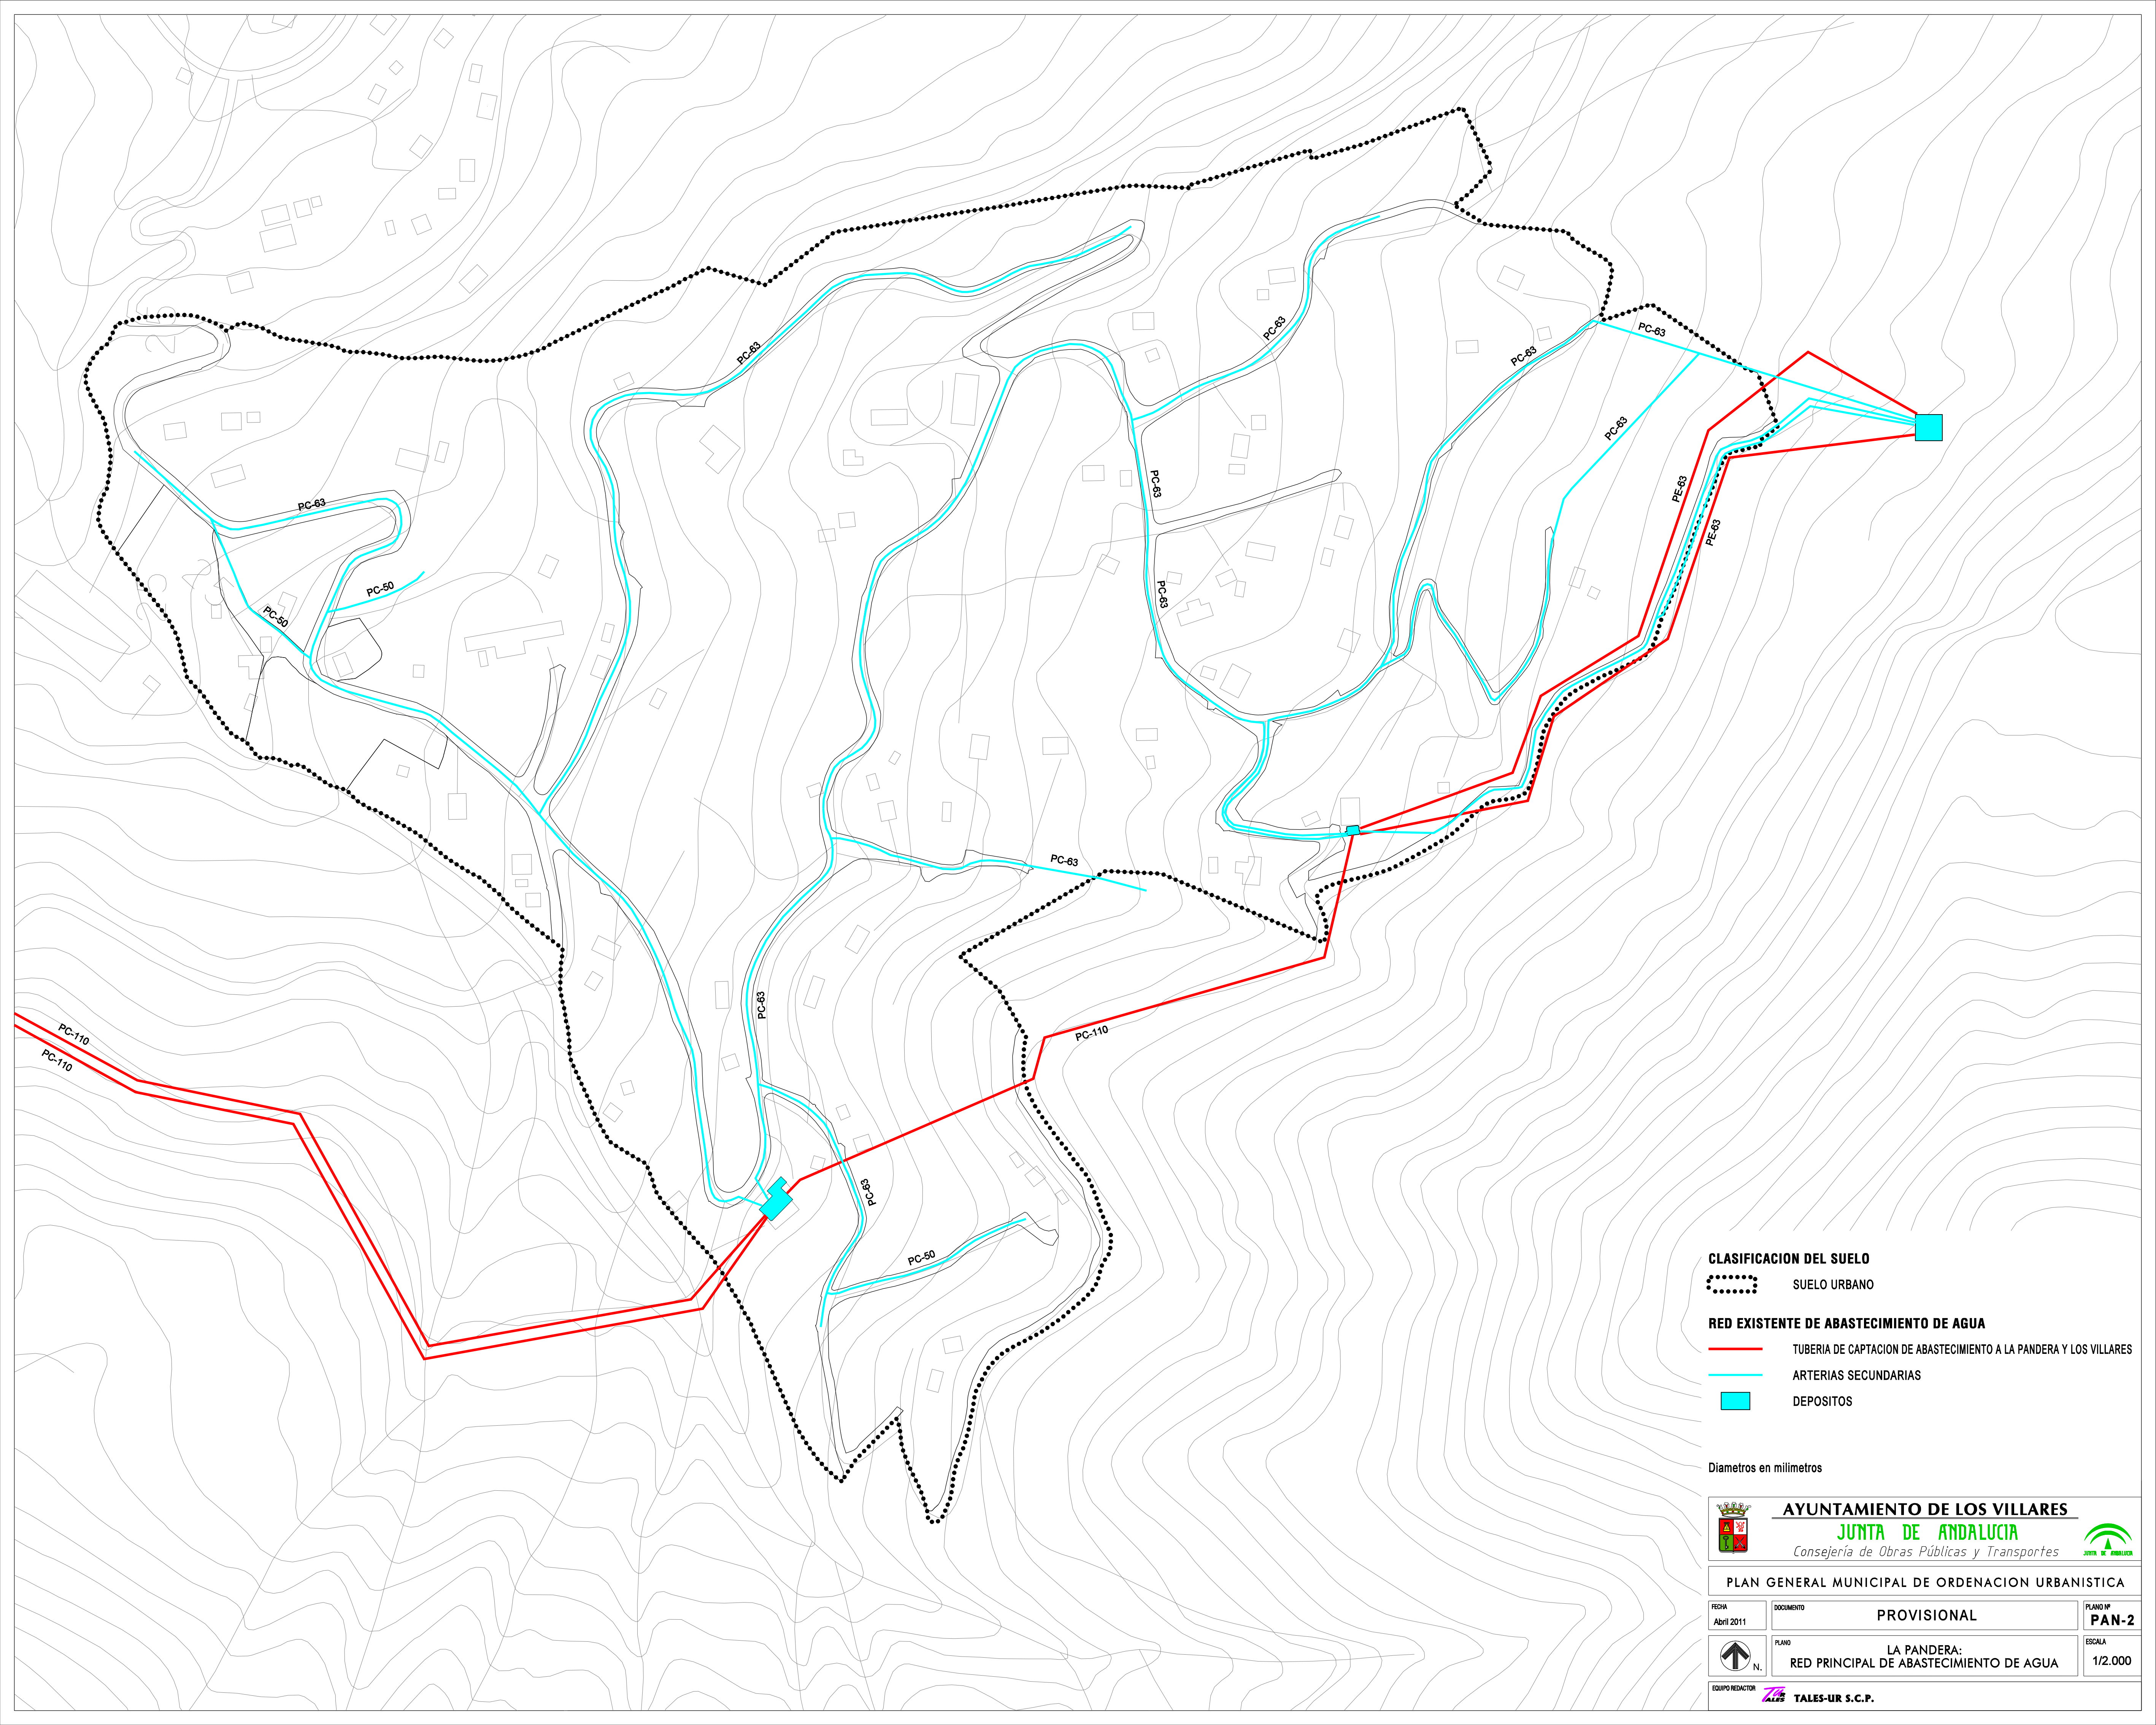 PC-63
PC-63
PC-63
PC-63
PC-63
PC-63
PC-63
PC-50
PC-50
PC-63
PE-63
PE-63
PC-63
PC-63
PC-110
PC-110
PC-110
PC-63
PC-50
CLASIFICACION DEL SUELO
SUELO URBANO
RED EXISTENTE DE ABASTECIMIENTO DE AGUA
TUBERIA DE CAPTACION DE ABASTECIMIENTO A LA PANDERA Y LOS VILLARES
ARTERIAS SECUNDARIAS
DEPOSITOS
Diametros en milimetros
AYUNTAMIENTO DE LOS VILLARES
JUNTA DE ANDALUCIA
Consejería de Obras Públicas y Transportes
JUNTA DE ANDALUCIA
PLAN GENERAL MUNICIPAL DE ORDENACION URBANISTICA
FECHA
Abril 2011
DOCUMENTO
PROVISIONAL
PLANO Nº
PAN-2
N.
PLANO
LA PANDERA:
RED PRINCIPAL DE ABASTECIMIENTO DE AGUA
ESCALA
1/2.000
EQUIPO REDACTOR
TALES-UR S.C.P.